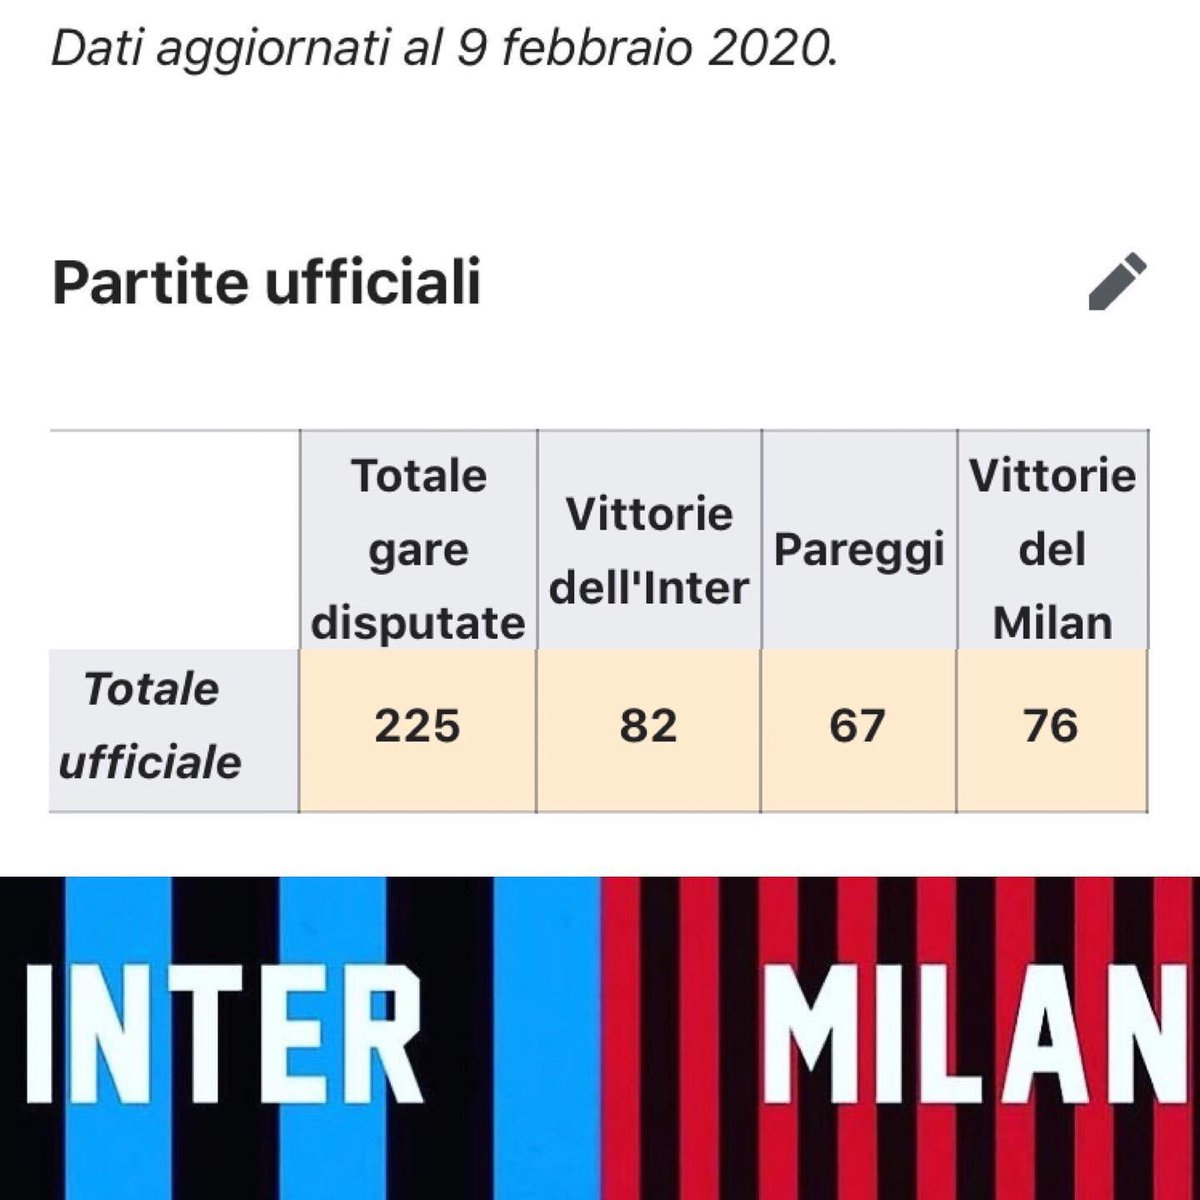 Dati aggiornati al 9 febbraio 2020.
Partite ufficiali
Totale gare disputate
Vittorie dell'Inter
Pareggi
Vittorie del Milan
Totale ufficiale
225
82
67
76
INTER
MILAN